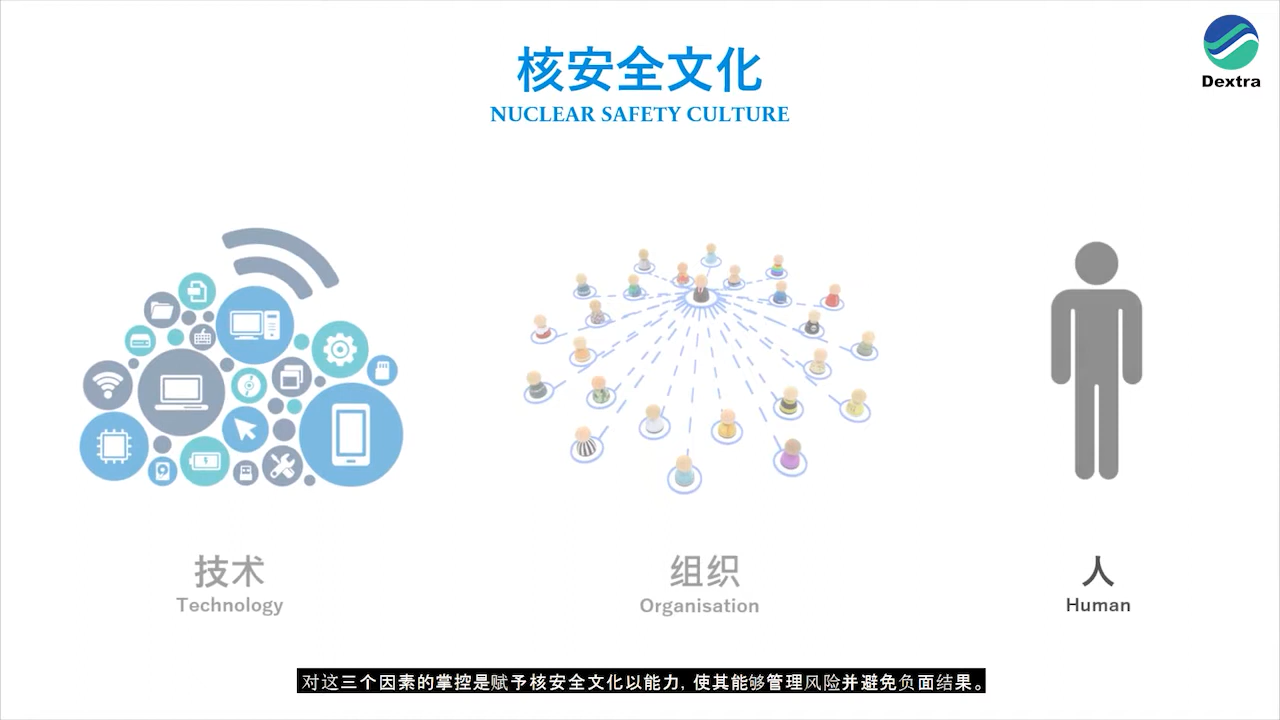 核安全文化
NUCLEAR SAFETY CULTURE
Dextra
技术
Technology
组织
Organisation
人
Human
对这三个因素的掌控是赋予核安全文化以能力, 使其能够管理风险并避免负面结果。